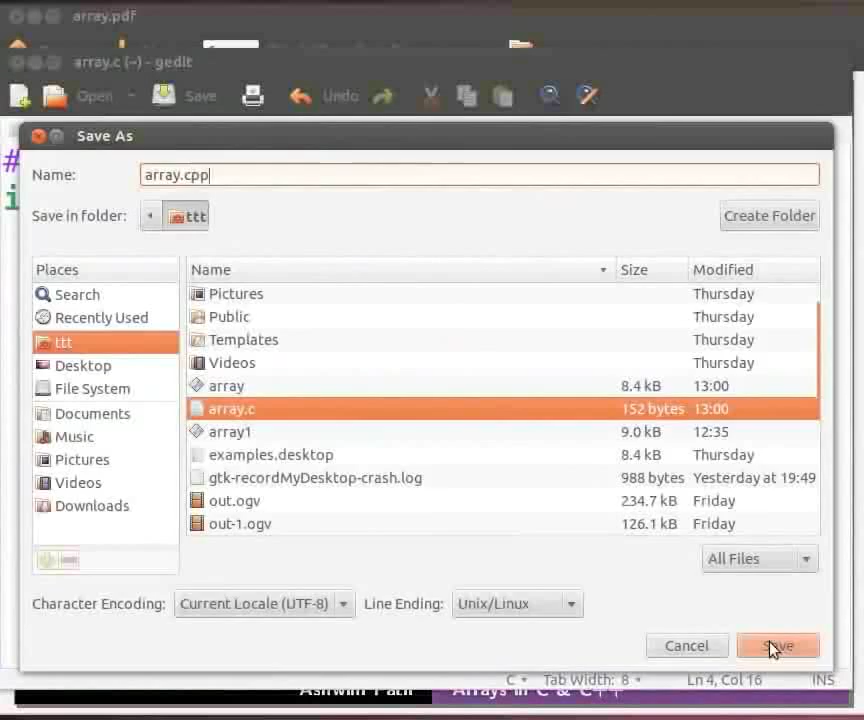 array.pdf
array.c (~) - gedit
Open Save Undo
Save As
#
i
Name: array.cpp
Save in folder: ttt Create Folder
Places Name Size Modified
Search Pictures Thursday
Recently Used Public Thursday
ttt Templates Thursday
Desktop Videos Thursday
File System array 8.4 kB 13:00
Documents array.c 152 bytes 13:00
Music array1 9.0 kB 12:35
Pictures examples.desktop 8.4 kB Thursday
Videos gtk-recordMyDesktop-crash.log 988 bytes Yesterday at 19:49
Downloads out.ogv 234.7 kB Friday
out-1.ogv 126.1 kB Friday
All Files
Character Encoding: Current Locale (UTF-8) Line Ending: Unix/Linux
Cancel Save
C Tab Width: 8 Ln 4, Col 16 INS
Arrays in C & C++